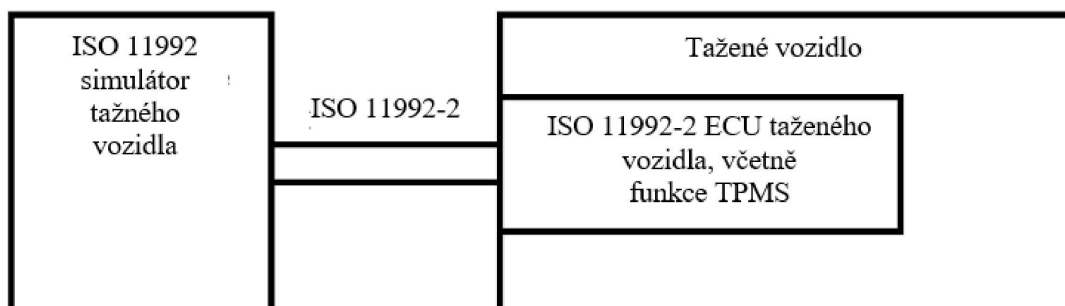 ISO 11992
simulátor
tažného
vozidla
ISO 11992-2
Tažené vozidlo
ISO 11992-2 ECU taženého
vozidla, včetně
funkce TPMS